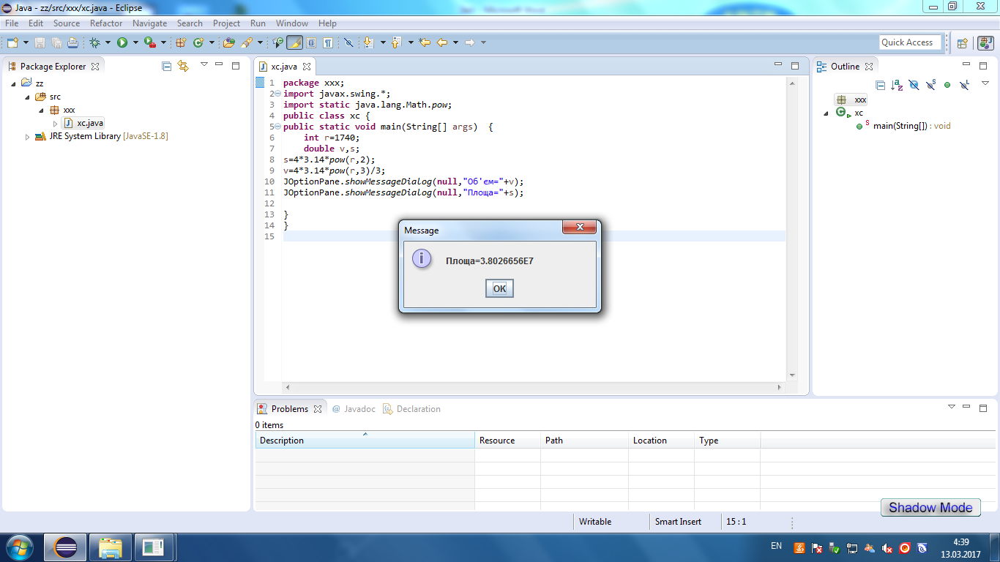 Java - zz/src/xxx/xc.java - Eclipse
File Edit Source Refactor Navigate Search Project Run Window Help
Quick Access
Package Explorer
zz
src
xxx
xc.java
JRE System Library [JavaSE-1.8]
xc.java
1 package xxx;
2 import javax.swing.*;
3 import static java.lang.Math.pow;
4 public class xc {
5 public static void main(String[] args)  {
6     int r=1740;
7     double v,s;
8 s=4*3.14*pow(r,2);
9 v=4*3.14*pow(r,3)/3;
10 JOptionPane.showMessageDialog(null,"Об'єм="+v);
11 JOptionPane.showMessageDialog(null,"Площа="+s);
12
13 }
14 }
15
Message
i
Площа=3.8026656E7
OK
Outline
xxx
xc
main(String[]) : void
Problems @ Javadoc Declaration
0 items
Description Resource Path Location Type
Shadow Mode
Writable Smart Insert 15 : 1
EN
4:39
13.03.2017